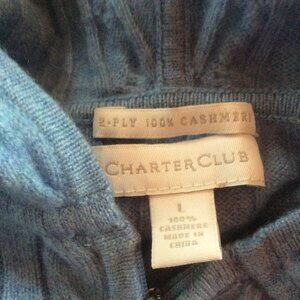 2-PLY 100% CASHMERE
CHARTER CLUB
L
100%
CASHMERE
MADE IN
CHINA